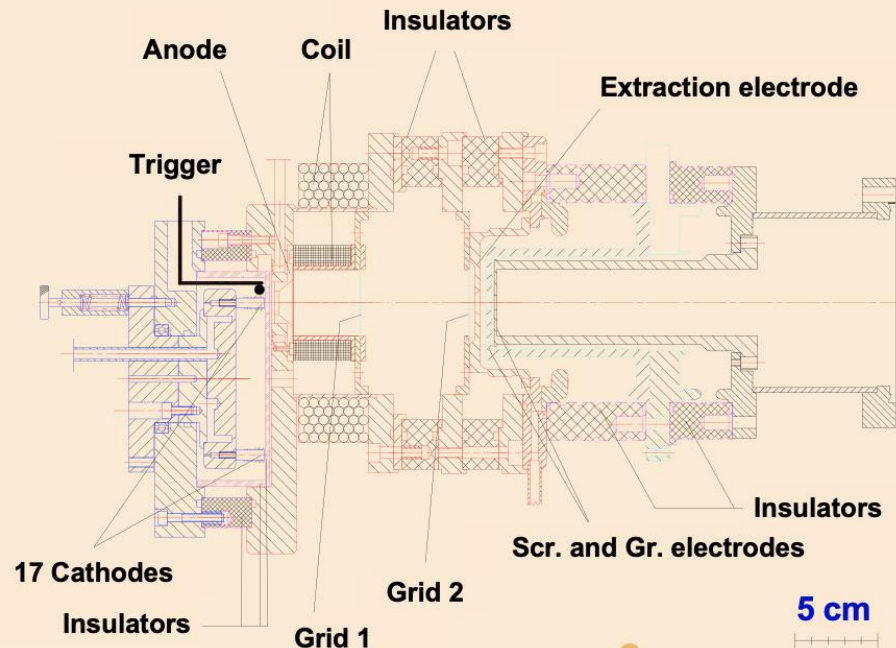 Insulators
Anode
Coil
Extraction electrode
Trigger
Insulators
Scr. and Gr. electrodes
17 Cathodes
Grid 2
5 cm
Insulators
Grid 1